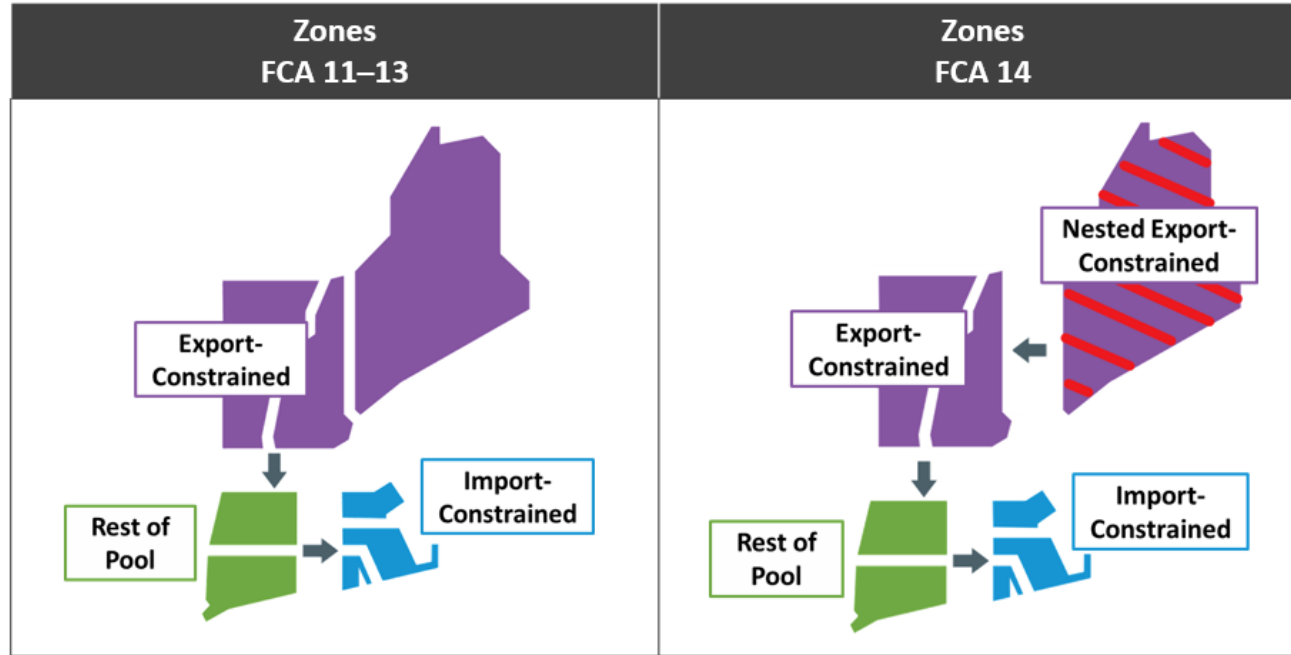 Zones
FCA 11–13
Zones
FCA 14
Export-
Constrained
Rest of
Pool
Import-
Constrained
Nested Export-
Constrained
Export-
Constrained
Rest of
Pool
Import-
Constrained